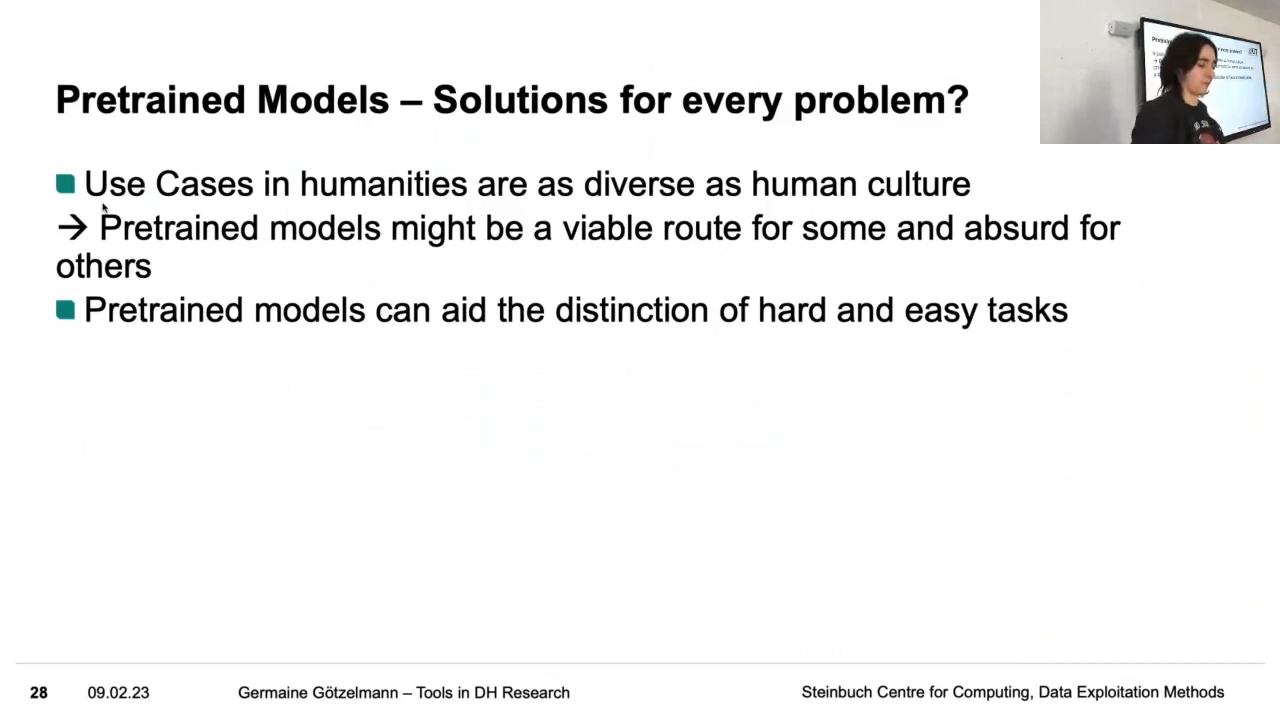 Pretrained Models – Solutions for every problem?
Use Cases in humanities are as diverse as human culture
→ Pretrained models might be a viable route for some and absurd for
others
Pretrained models can aid the distinction of hard and easy tasks
28 09.02.23 Germaine Götzelmann – Tools in DH Research Steinbuch Centre for Computing, Data Exploitation Methods